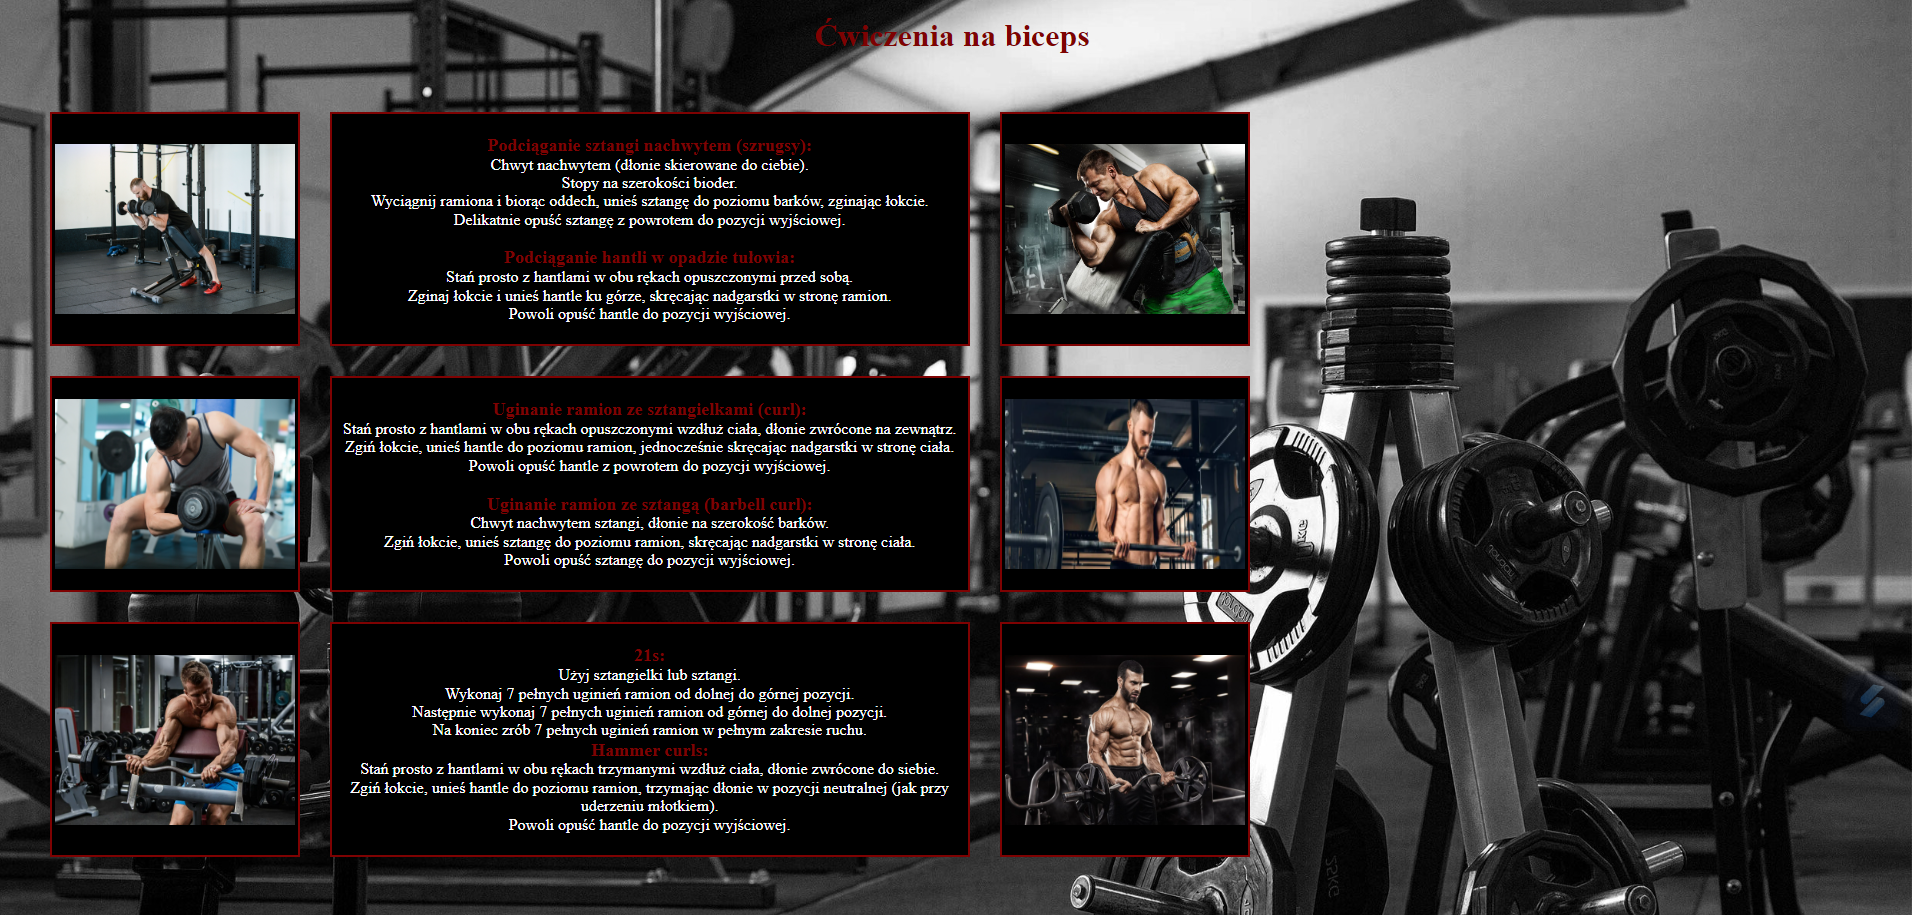 Ćwiczenia na biceps
Podciąganie sztangi nachwytem (szrugsy):
Chwyt nachwytem (dłonie skierowane do ciebie).
Stopy na szerokości bioder.
Wyciągnij ramiona i biorąc oddech, unieś sztangę do poziomu barków, zginając łokcie.
Delikatnie opuść sztangę z powrotem do pozycji wyjściowej.
Podciąganie hantli w opadzie tułowia:
Stań prosto z hantlami w obu rękach opuszczonymi przed sobą.
Zginaj łokcie i unieś hantle ku górze, skręcając nadgarstki w stronę ramion.
Powoli opuść hantle do pozycji wyjściowej.
Uginanie ramion ze sztangielkami (curl):
Stań prosto z hantlami w obu rękach opuszczonymi wzdłuż ciała, dłonie zwrócone na zewnątrz.
Zgiń łokcie, unieś hantle do poziomu ramion, jednocześnie skręcając nadgarstki w stronę ciała.
Powoli opuść hantle z powrotem do pozycji wyjściowej.
Uginanie ramion ze sztangą (barbell curl):
Chwyt nachwytem sztangi, dłonie na szerokość barków.
Zgiń łokcie, unieś sztangę do poziomu ramion, skręcając nadgarstki w stronę ciała.
Powoli opuść sztangę do pozycji wyjściowej.
21s:
Użyj sztangielki lub sztangi.
Wykonaj 7 pełnych uginień ramion od dolnej do górnej pozycji.
Następnie wykonaj 7 pełnych uginień ramion od górnej do dolnej pozycji.
Na koniec zrób 7 pełnych uginień ramion w pełnym zakresie ruchu.
Hammer curls:
Stań prosto z hantlami w obu rękach trzymanymi wzdłuż ciała, dłonie zwrócone do siebie.
Zgiń łokcie, unieś hantle do poziomu ramion, trzymając dłonie w pozycji neutralnej (jak przy
uderzeniu młotkiem).
Powoli opuść hantle do pozycji wyjściowej.
25KG